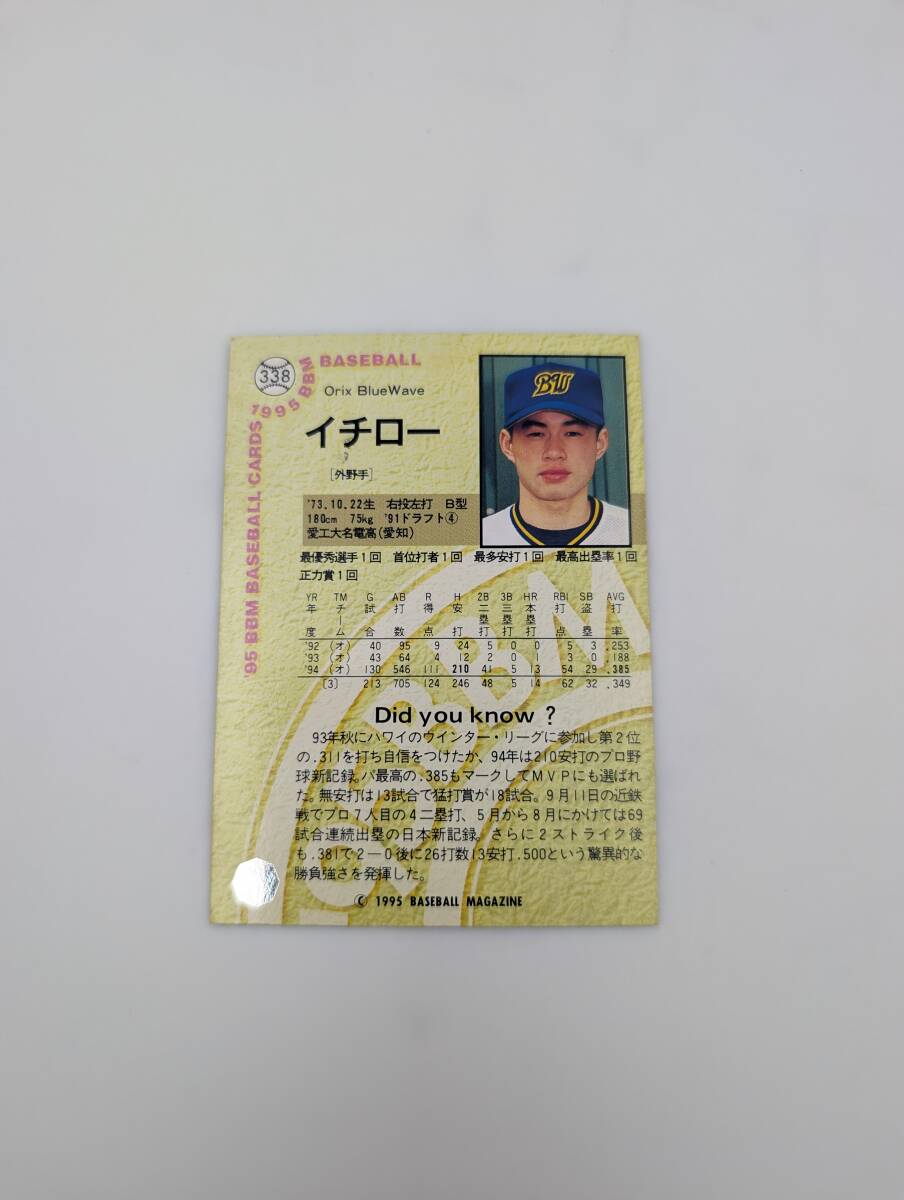 338
'95 BBM BASEBALL CARDS 1995 BBM BASEBALL
Orix BlueWave
イチロー
[外野手]
'73.10.22生 右投左打 B型
180cm 75kg '91ドラフト④
愛工大名電高(愛知)
最優秀選手1回 首位打者1回 最多安打1回 最高出塁率1回
正力賞1回
YR TM G AB R H 2B 3B HR RBI SB AVG
年度 チーム 試合 打数 得点 安打 二塁打 三塁打 本塁打 打点 盗塁 打率
'92 (オ) 40 95 9 24 5 0 0 5 3 .253
'93 (オ) 43 64 4 12 2 0 1 3 0 .188
'94 (オ) 130 546 111 210 41 5 13 54 29 .385
[3] 213 705 124 246 48 5 14 62 32 .349
Did you know ?
93年秋にハワイのウインター・リーグに参加し第2位
の.311を打ち自信をつけたか、94年は210安打のプロ野
球新記録。パ最高の.385もマークしてMVPにも選ばれ
た。無安打は13試合で猛打賞が18試合。9月11日の近鉄
戦でプロ7人目の4二塁打、5月から8月にかけては69
試合連続出塁の日本新記録。さらに2ストライク後
も.381で2―0後に26打数13安打.500という驚異的な
勝負強さを発揮した。
© 1995 BASEBALL MAGAZINE
BW